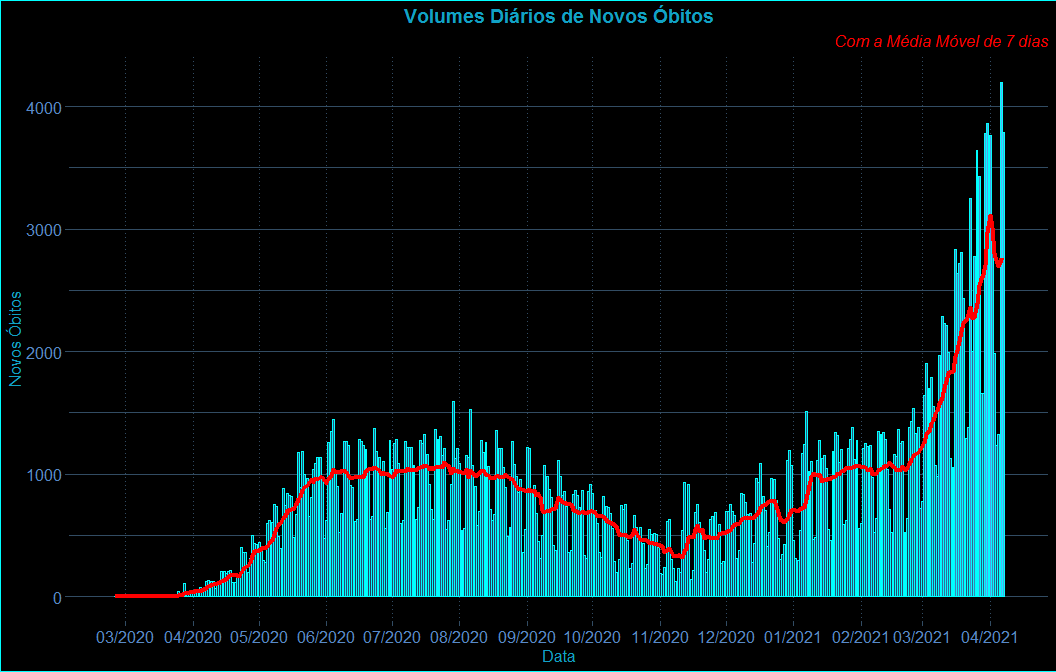 Volumes Diários de Novos Óbitos
Com a Média Móvel de 7 dias
4000
3000
2000
1000
0
Novos Óbitos
03/2020 04/2020 05/2020 06/2020 07/2020 08/2020 09/2020 10/2020 11/2020 12/2020 01/2021 02/2021 03/2021 04/2021
Data